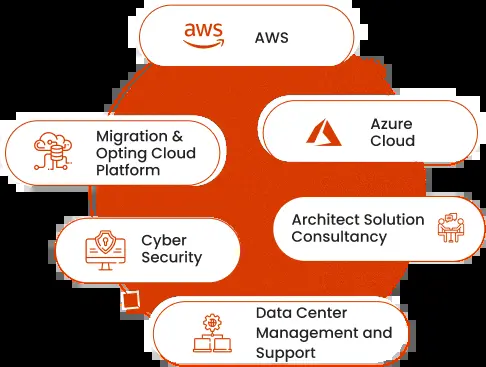 aws AWS
Azure
Cloud
Migration &
Opting Cloud
Platform
Architect Solution
Consultancy
Cyber
Security
Data Center
Management and
Support